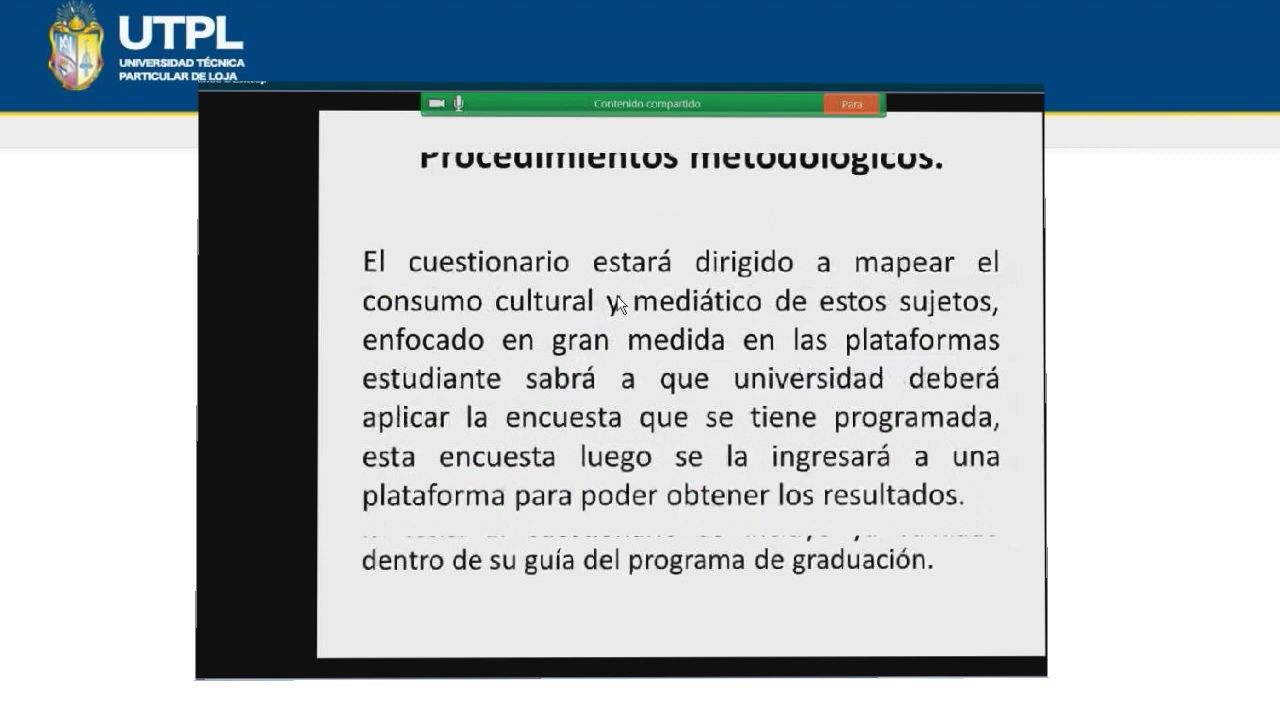 UTPL
UNIVERSIDAD TÉCNICA
PARTICULAR DE LOJA
Contenido compartido
Para
Procedimientos metodológicos.
El cuestionario estará dirigido a mapear el
consumo cultural y mediático de estos sujetos,
enfocado en gran medida en las plataformas
estudiante sabrá a que universidad deberá
aplicar la encuesta que se tiene programada,
esta encuesta luego se la ingresará a una
plataforma para poder obtener los resultados.
dentro de su guía del programa de graduación.